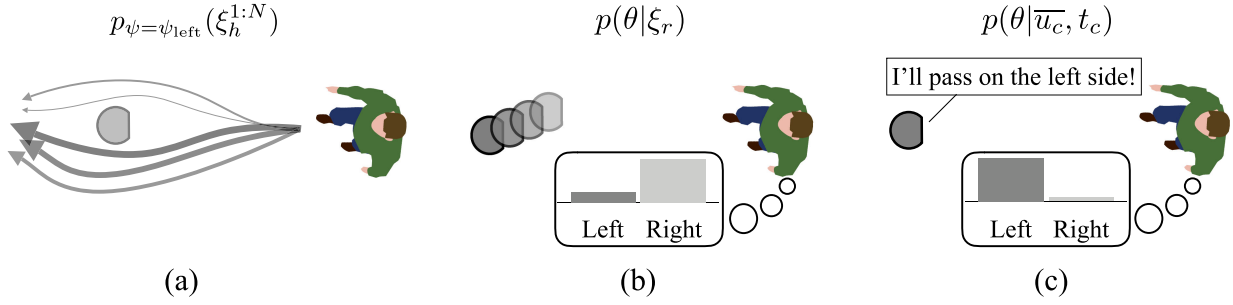 p_{ψ=ψ_left}(ξ_h^{1:N})
p(θ|ξ_r)
p(θ|\overline{u_c}, t_c)
I'll pass on the left side!
Left Right
Left Right
(a)
(b)
(c)